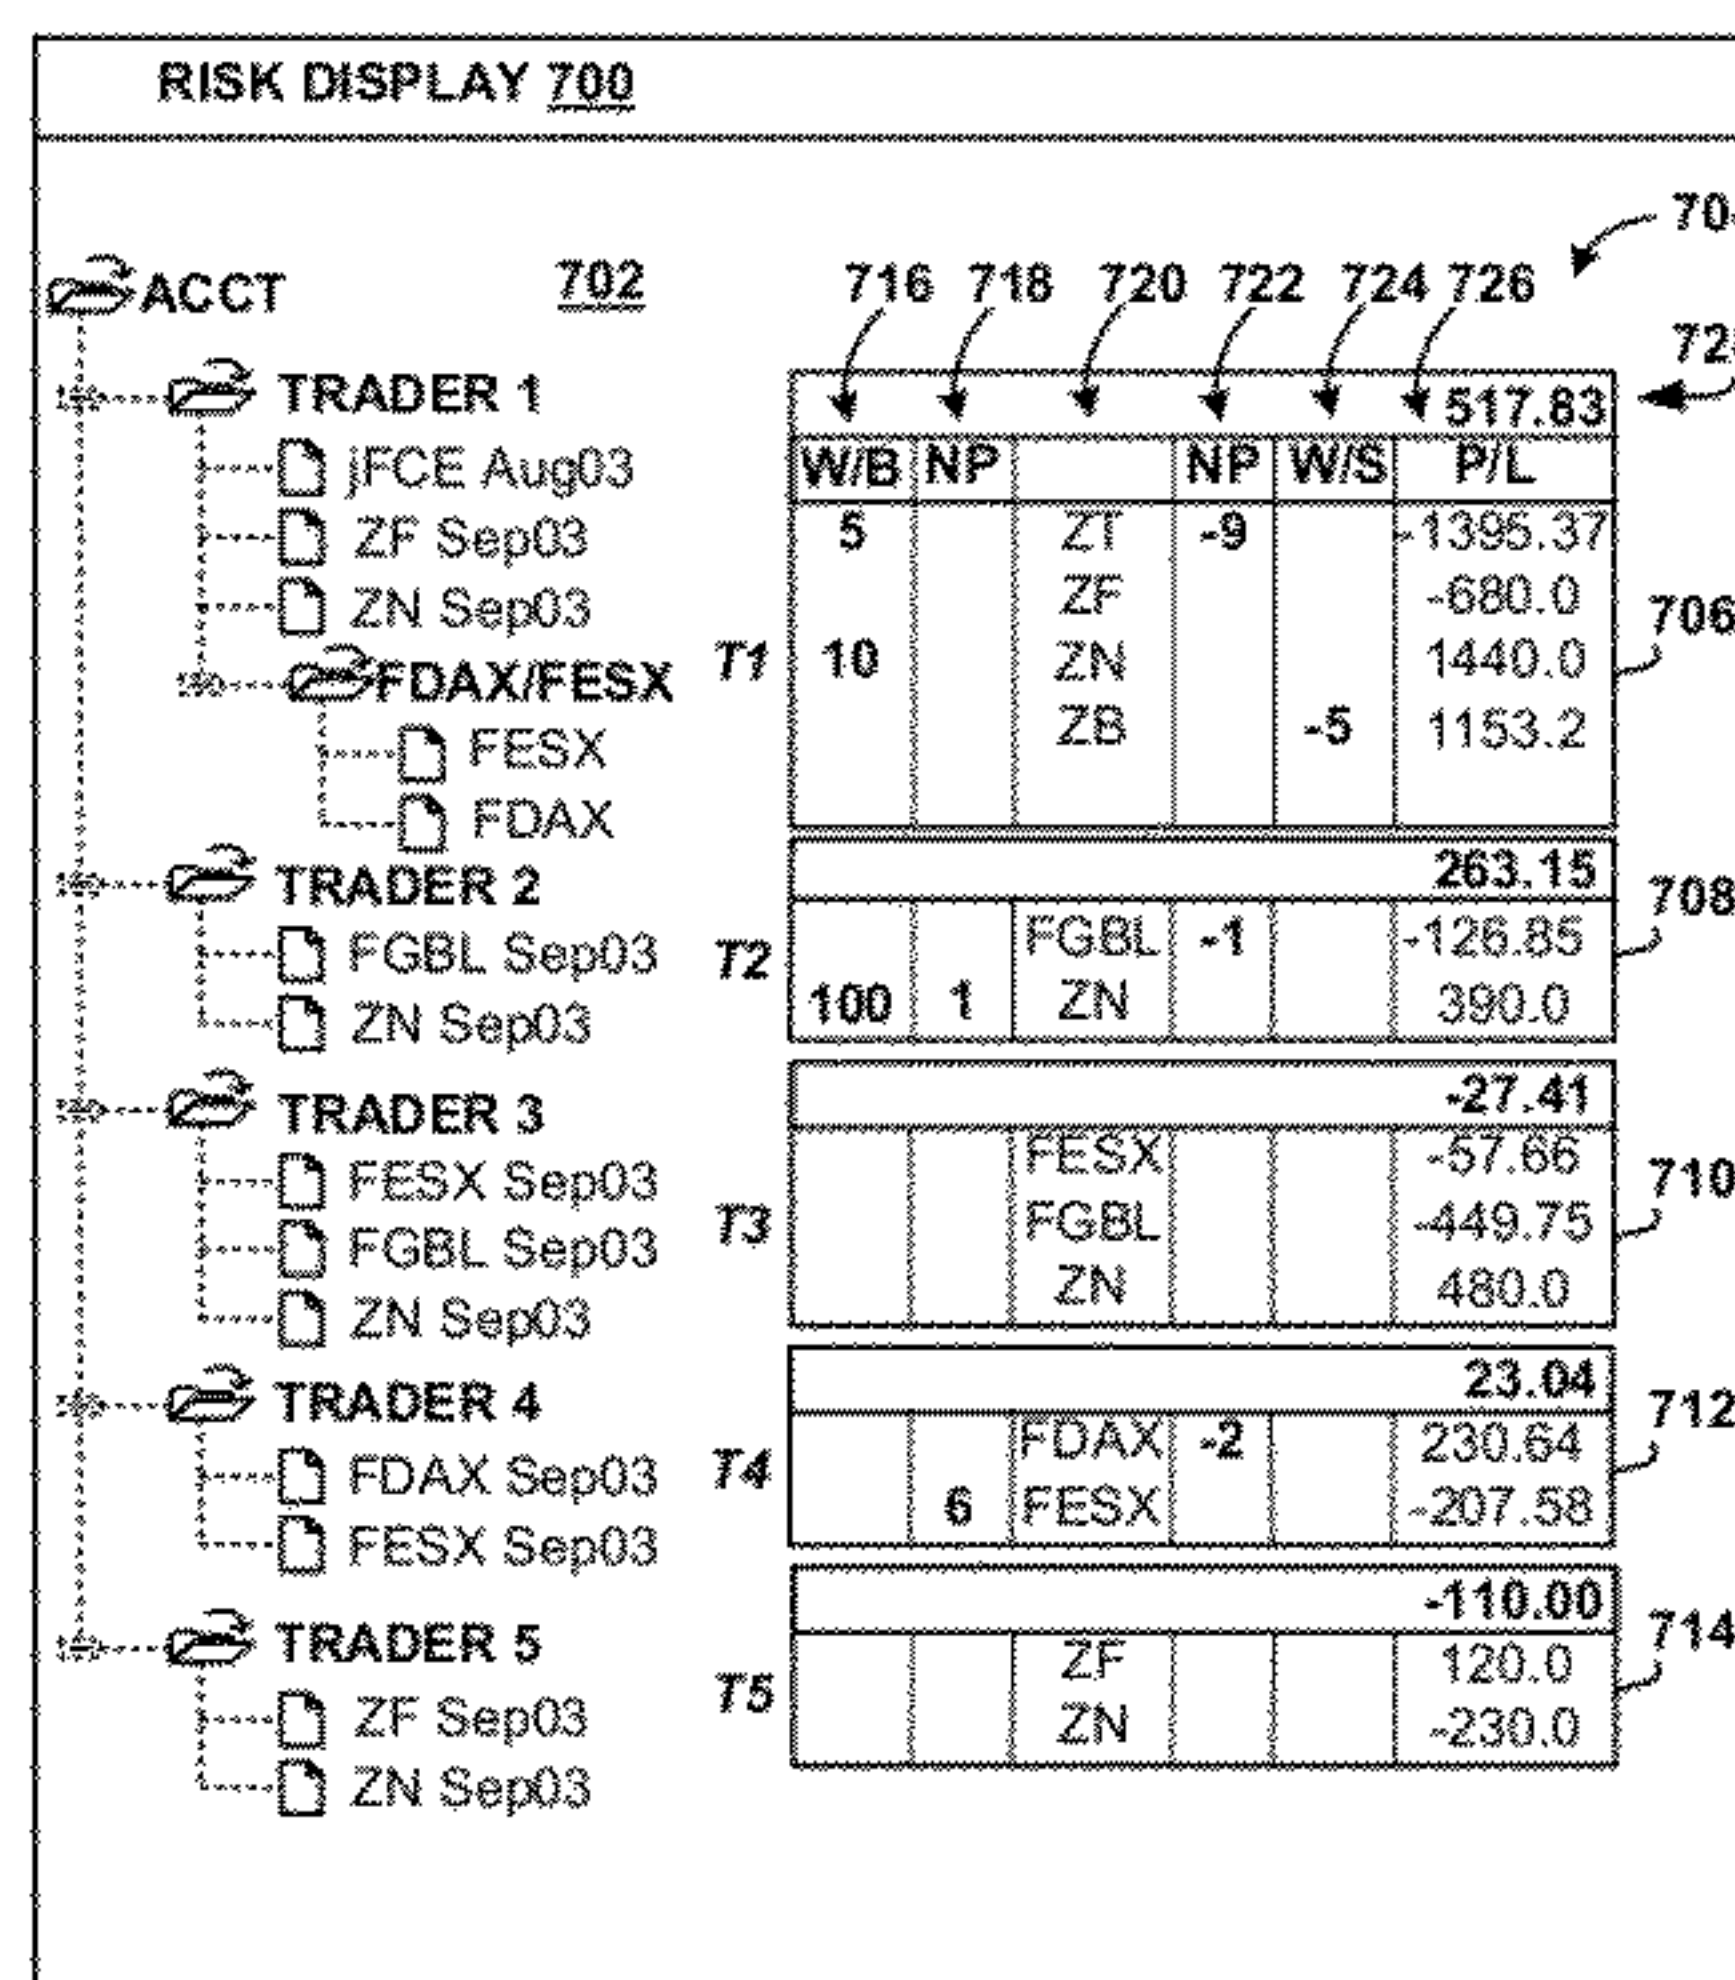 RISK DISPLAY 700
ACCT
702
TRADER 1
jFCE Aug03
ZF Sep03
ZN Sep03
FDAX/FESX
FESX
FDAX
TRADER 2
FGBL Sep03
ZN Sep03
TRADER 3
FESX Sep03
FGBL Sep03
ZN Sep03
TRADER 4
FDAX Sep03
FESX Sep03
TRADER 5
ZF Sep03
ZN Sep03
716 718 720 722 724 726
517.83
W/B NP NP W/S P/L
5 ZT -9 -1395.37
ZF -680.0
706
T1 10 ZN 1440.0
ZB -5 1153.2
263.15
708
T2 FGBL -1 -126.85
100 1 ZN 390.0
-27.41
FESX -57.66
710
T3 FGBL -449.75
ZN 480.0
23.04
712
T4 FDAX -2 230.64
6 FESX -207.58
-110.00
714
T5 ZF 120.0
ZN -230.0